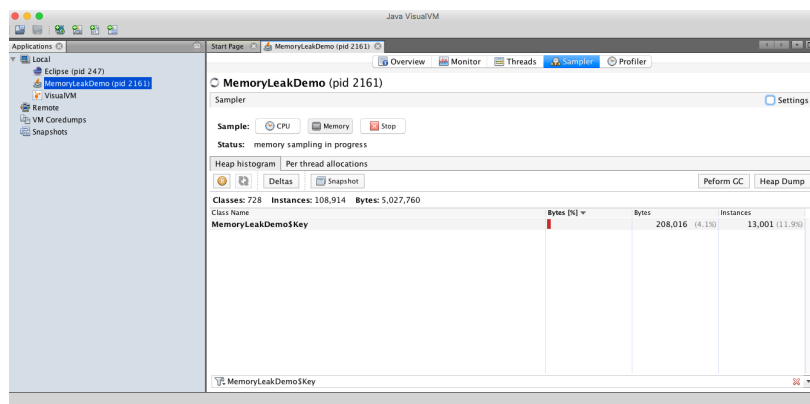 Java VisualVM
Applications
Start Page MemoryLeakDemo (pid 2161)
Local
Eclipse (pid 247)
MemoryLeakDemo (pid 2161)
VisualVM
Remote
VM Coredumps
Snapshots
Overview Monitor Threads Sampler Profiler
MemoryLeakDemo (pid 2161)
Sampler Settings
Sample: CPU Memory Stop
Status: memory sampling in progress
Heap histogram Per thread allocations
Deltas Snapshot Peform GC Heap Dump
Classes: 728 Instances: 108,914 Bytes: 5,027,760
Class Name Bytes [%] Bytes Instances
MemoryLeakDemo$Key 208,016 (4.1%) 13,001 (11.9%)
MemoryLeakDemo$Key